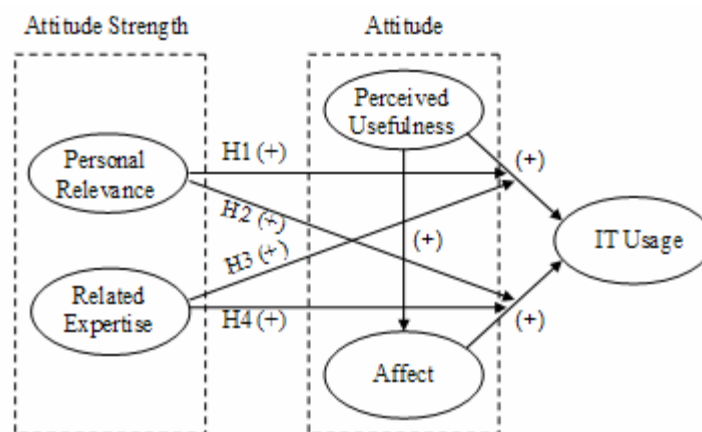 Attitude Strength
Attitude
Perceived
Usefulness
Personal
Relevance
H1 (+)
(+)
H2 (+)
H3 (+)
(+)
IT Usage
Related
Expertise
H4 (+)
(+)
Affect